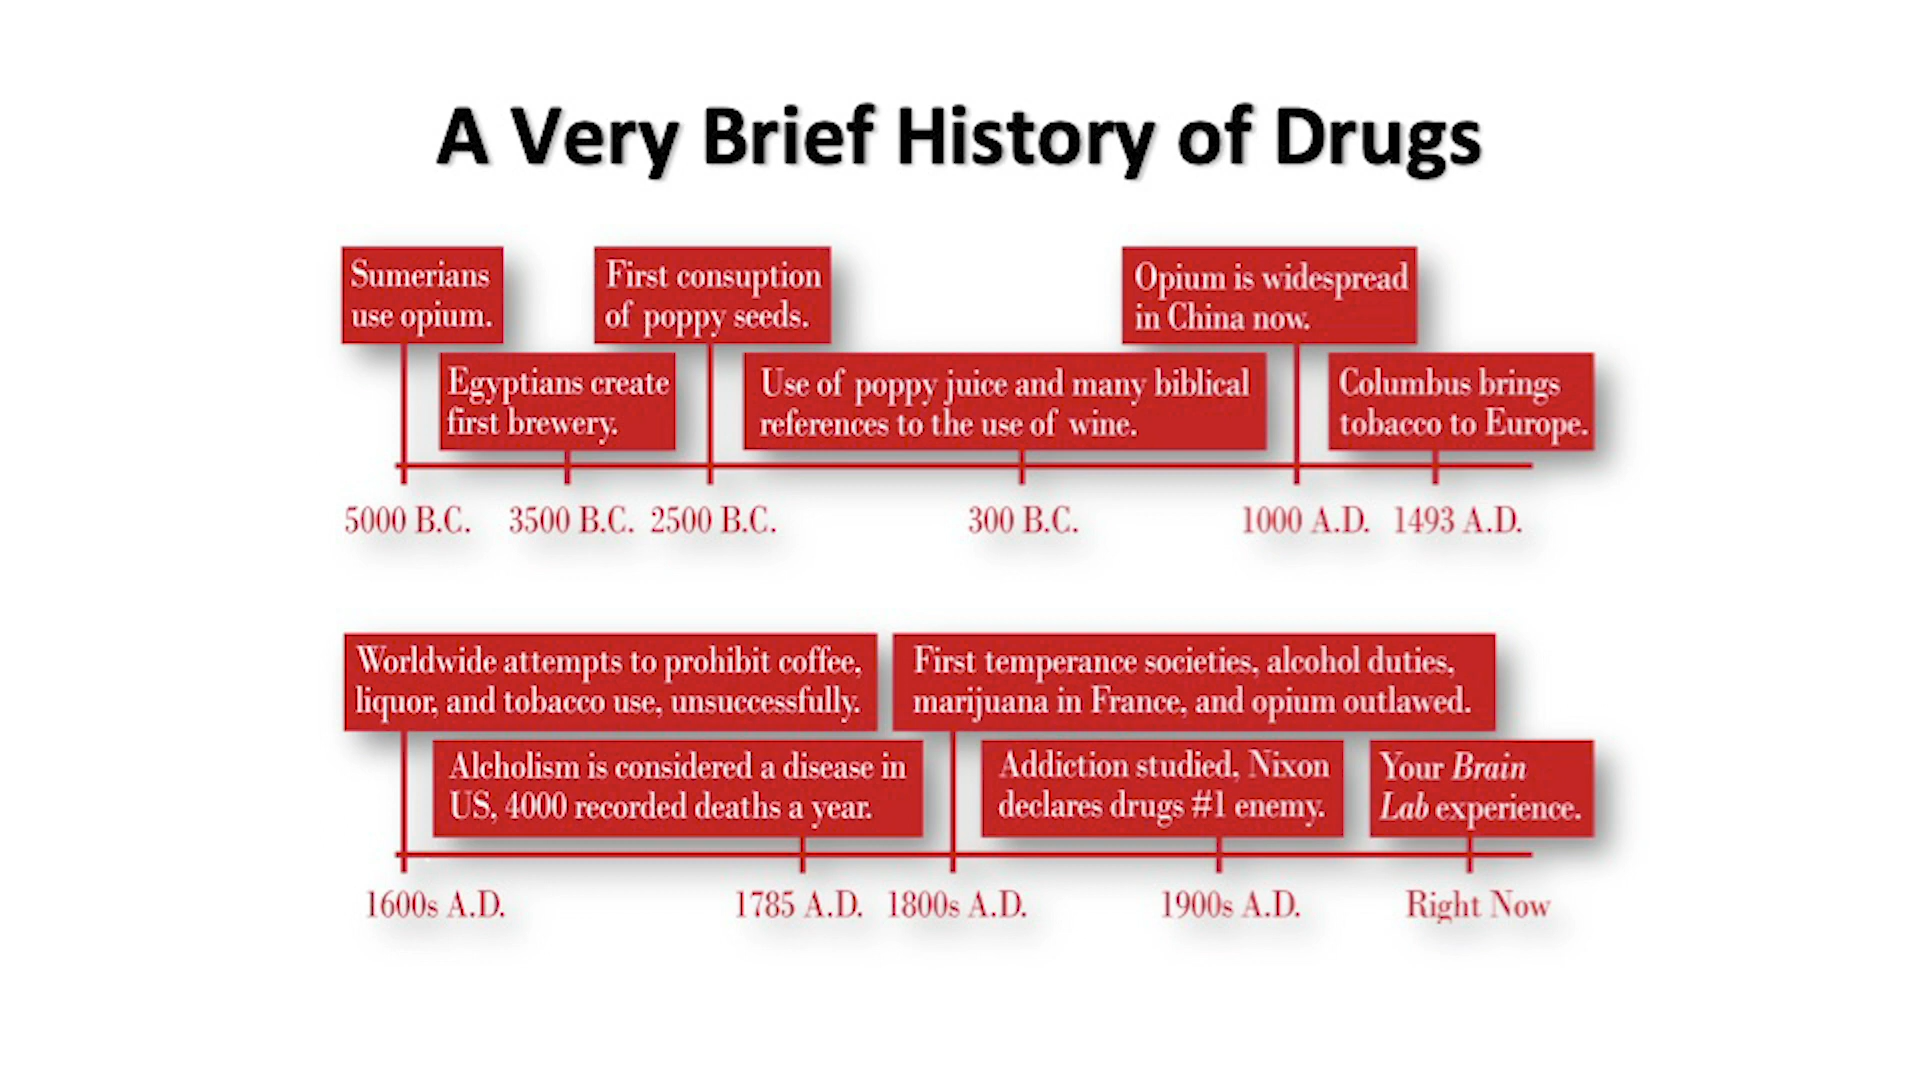 A Very Brief History of Drugs
Sumerians
use opium.
First consuption
of poppy seeds.
Opium is widespread
in China now.
Egyptians create
first brewery.
Use of poppy juice and many biblical
references to the use of wine.
Columbus brings
tobacco to Europe.
5000 B.C. 3500 B.C. 2500 B.C. 300 B.C. 1000 A.D. 1493 A.D.
Worldwide attempts to prohibit coffee,
liquor, and tobacco use, unsuccessfully.
First temperance societies, alcohol duties,
marijuana in France, and opium outlawed.
Alcholism is considered a disease in
US, 4000 recorded deaths a year.
Addiction studied, Nixon
declares drugs #1 enemy.
Your Brain
Lab experience.
1600s A.D. 1785 A.D. 1800s A.D. 1900s A.D. Right Now